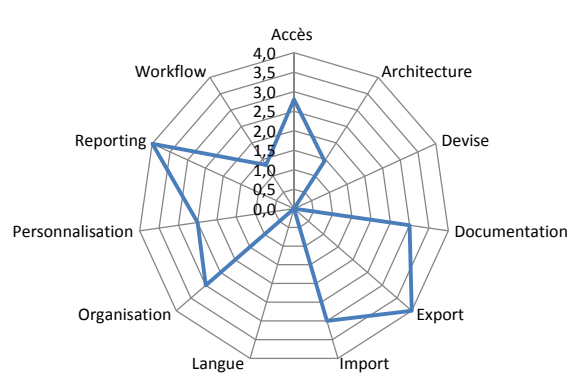 Accès
Architecture
Devise
Documentation
Export
Import
Langue
Organisation
Personnalisation
Reporting
Workflow
4,0
3,5
3,0
2,5
2,0
1,5
1,0
0,5
0,0